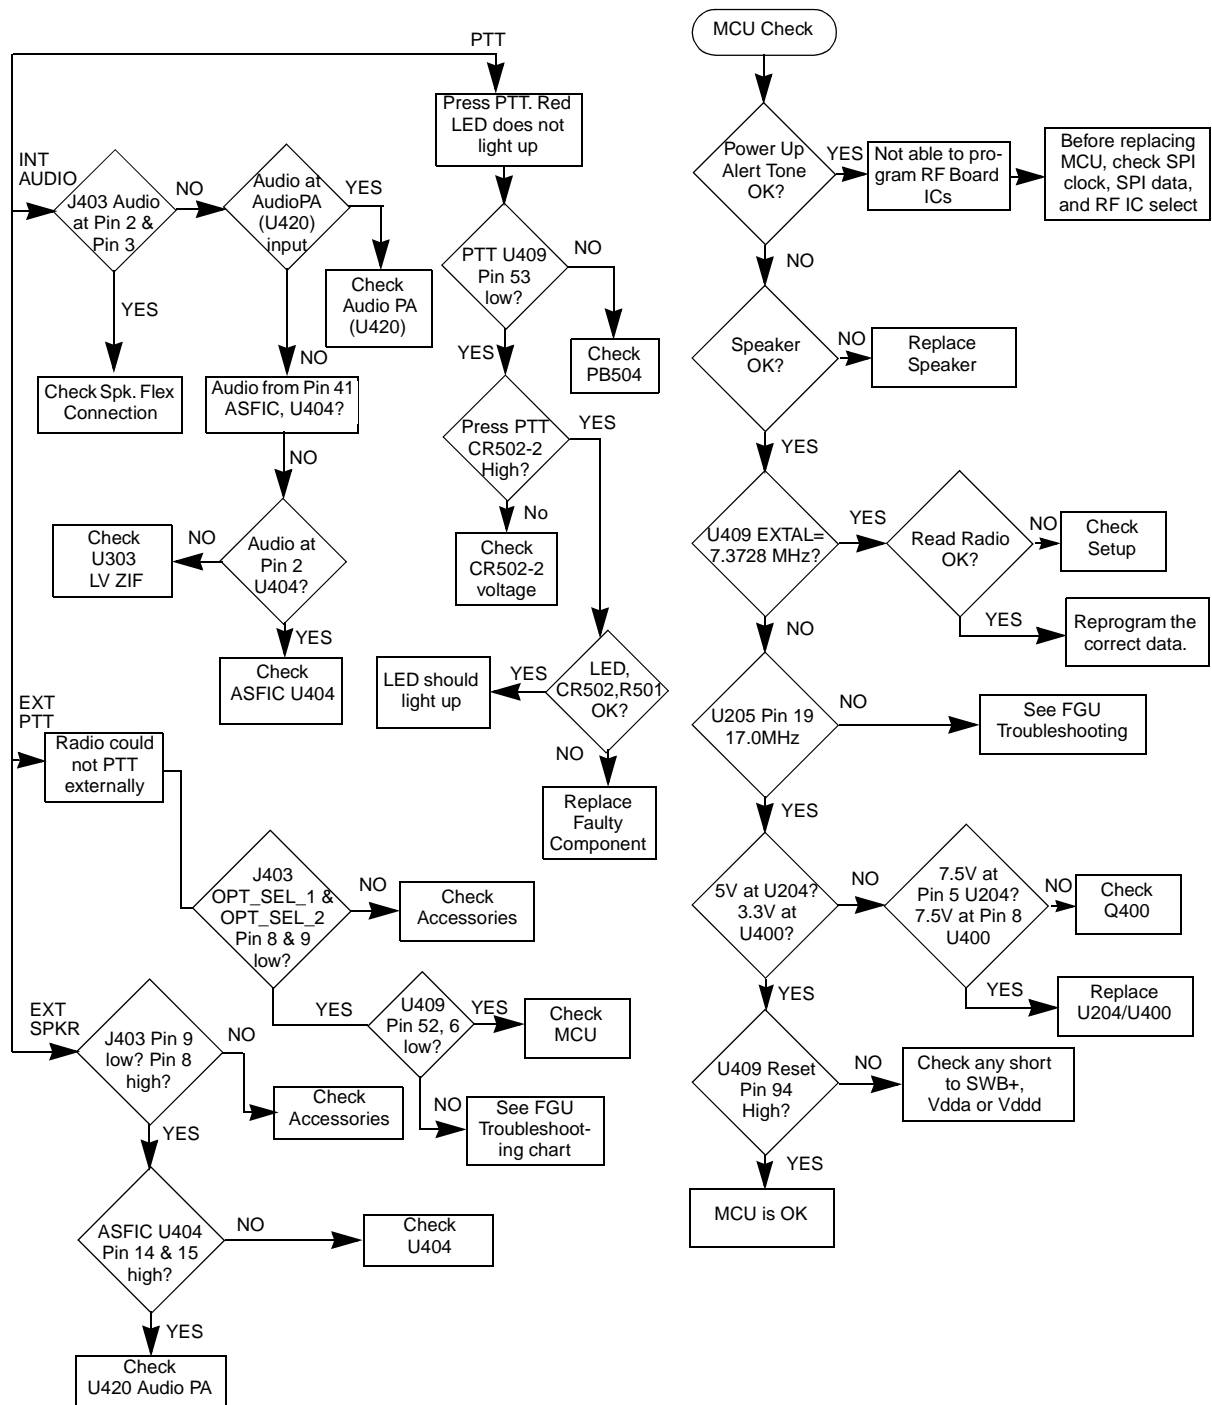 PTT
Press PTT. Red
LED does not
light up
INT
AUDIO
J403 Audio
at Pin 2 &
Pin 3
NO
Audio at
AudioPA
(U420)
input
YES
Check
Audio PA
(U420)
YES
Check Spk. Flex
Connection
NO
Audio from Pin 41
ASFIC, U404?
NO
Audio at
Pin 2
U404?
NO
Check
U303
LV ZIF
YES
Check
ASFIC U404
PTT U409
Pin 53
low?
NO
Check
PB504
YES
Press PTT
CR502-2
High?
YES
No
Check
CR502-2
voltage
LED,
CR502,R501
OK?
YES
LED should
light up
NO
Replace
Faulty
Component
EXT
PTT
Radio could
not PTT
externally
J403
OPT_SEL_1 &
OPT_SEL_2
Pin 8 & 9
low?
NO
Check
Accessories
YES
U409
Pin 52, 6
low?
YES
Check
MCU
NO
See FGU
Troubleshoot-
ing chart
EXT
SPKR
J403 Pin 9
low? Pin 8
high?
NO
Check
Accessories
YES
ASFIC U404
Pin 14 & 15
high?
NO
Check
U404
YES
Check
U420 Audio PA
MCU Check
Power Up
Alert Tone
OK?
YES
Not able to pro-
gram RF Board
ICs
Before replacing
MCU, check SPI
clock, SPI data,
and RF IC select
NO
Speaker
OK?
NO
Replace
Speaker
YES
U409 EXTAL=
7.3728 MHz?
YES
Read Radio
OK?
NO
Check
Setup
YES
Reprogram the
correct data.
NO
U205 Pin 19
17.0MHz
NO
See FGU
Troubleshooting
YES
5V at U204?
3.3V at
U400?
NO
7.5V at
Pin 5 U204?
7.5V at Pin 8
U400
NO
Check
Q400
YES
Replace
U204/U400
YES
U409 Reset
Pin 94
High?
NO
Check any short
to SWB+,
Vdda or Vddd
YES
MCU is OK